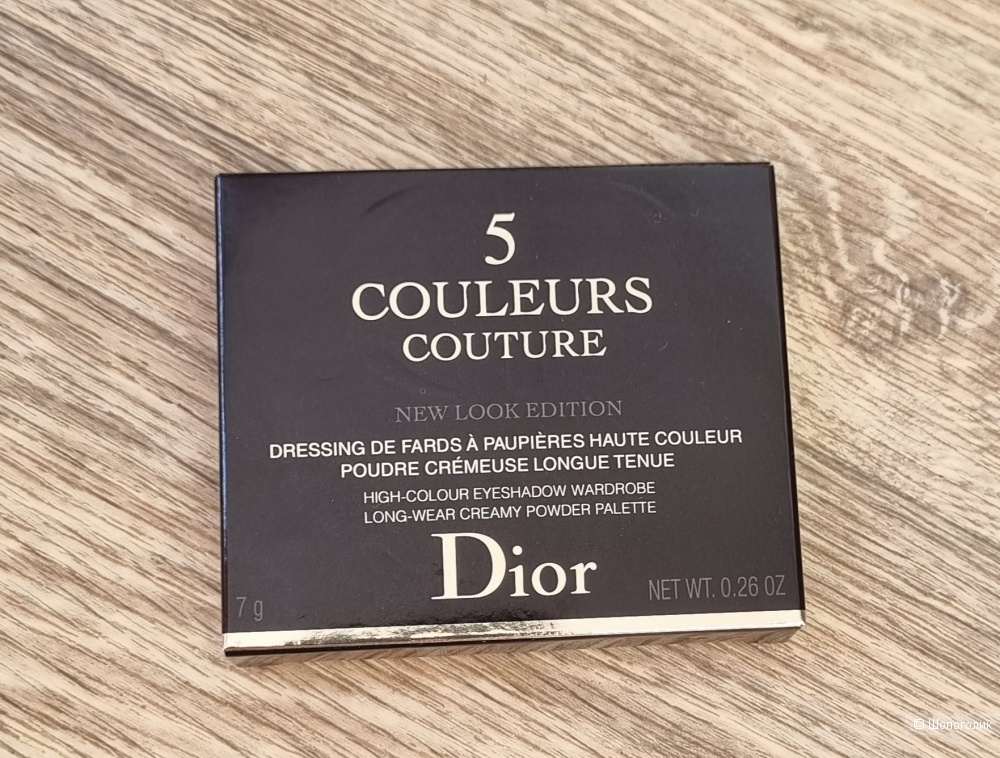 5
COULEURS
COUTURE
NEW LOOK EDITION
DRESSING DE FARDS À PAUPIÈRES HAUTE COULEUR
POUDRE CRÉMEUSE LONGUE TENUE
HIGH-COLOUR EYESHADOW WARDROBE
LONG-WEAR CREAMY POWDER PALETTE
Dior
7 g
NET WT. 0.26 OZ
© Шопоголик